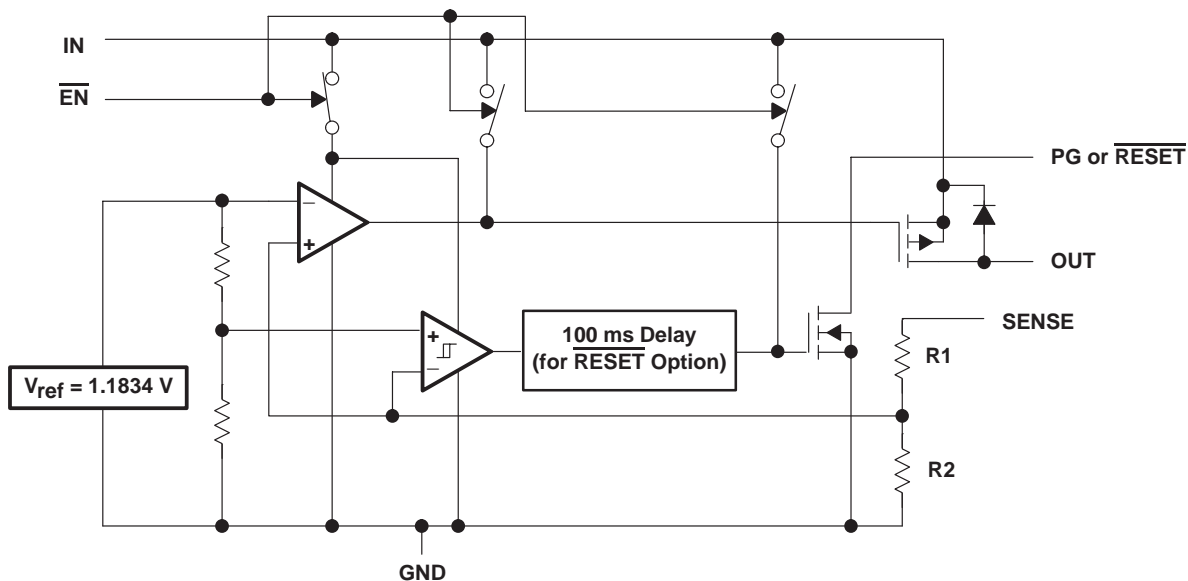 IN
EN
PG or RESET
OUT
SENSE
100 ms Delay
(for RESET Option)
R1
Vref = 1.1834 V
R2
GND
− +
+ −